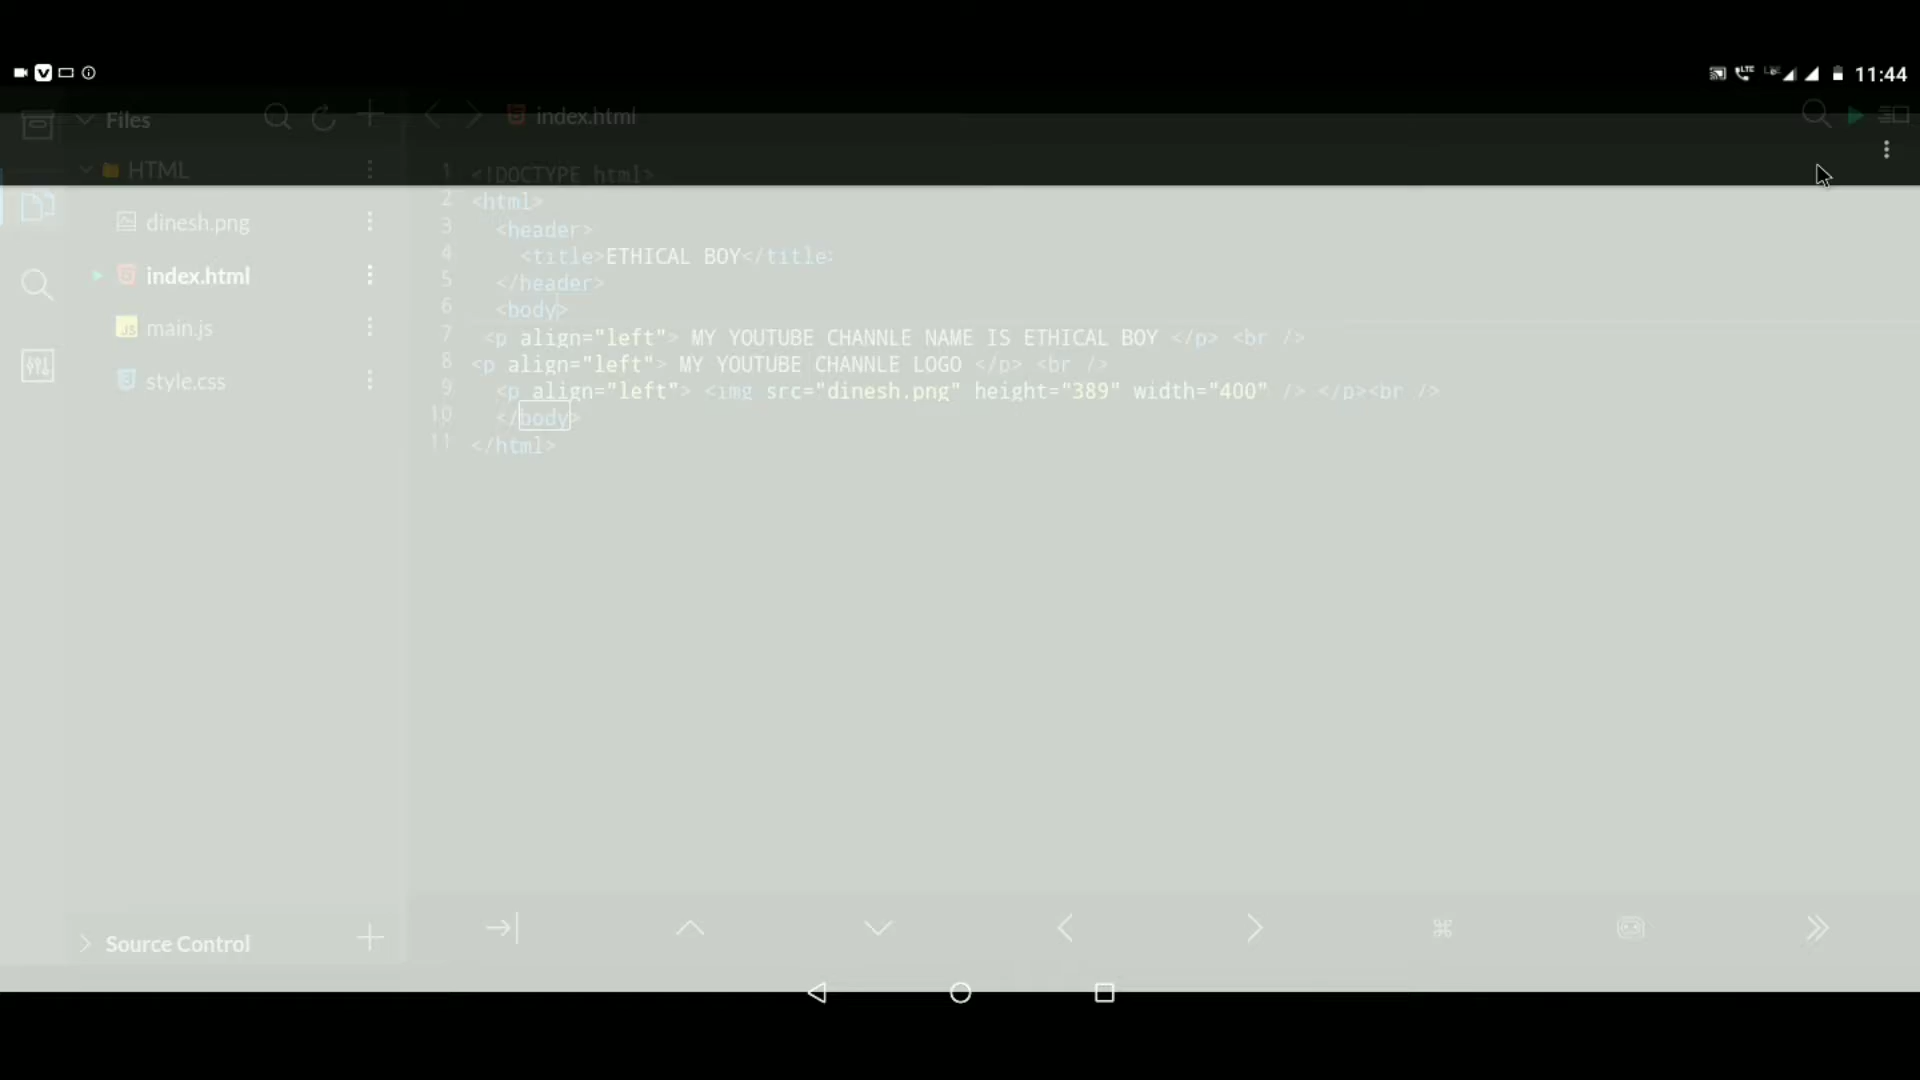 11:44
Files
index.html
HTML
dinesh.png
index.html
main.js
style.css
1 <!DOCTYPE html>
2 <html>
3 <header>
4 <title>ETHICAL BOY</title>
5 </header>
6 <body>
7 <p align="left"> MY YOUTUBE CHANNLE NAME IS ETHICAL BOY </p> <br />
8 <p align="left"> MY YOUTUBE CHANNLE LOGO </p> <br />
9 <p align="left"> <img src="dinesh.png" height="389" width="400" /> </p><br />
10 </body>
11 </html>
Source Control